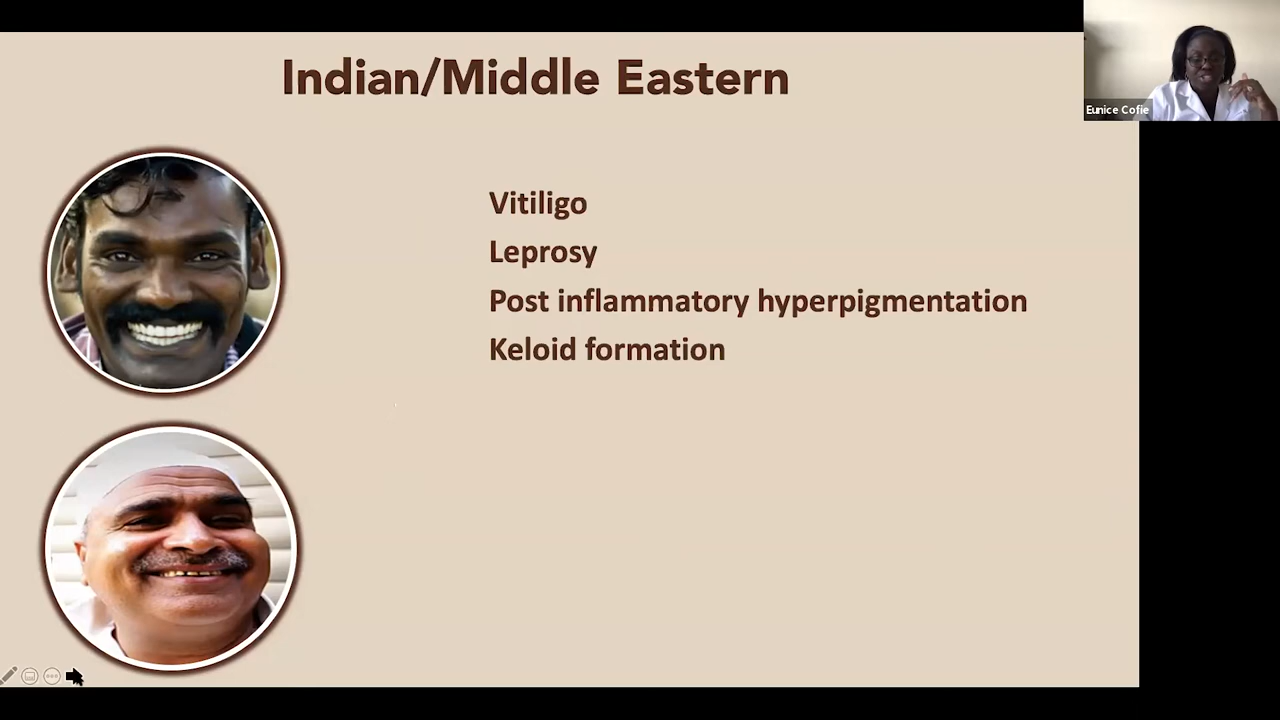 Indian/Middle Eastern
Eunice Cofie
Vitiligo
Leprosy
Post inflammatory hyperpigmentation
Keloid formation